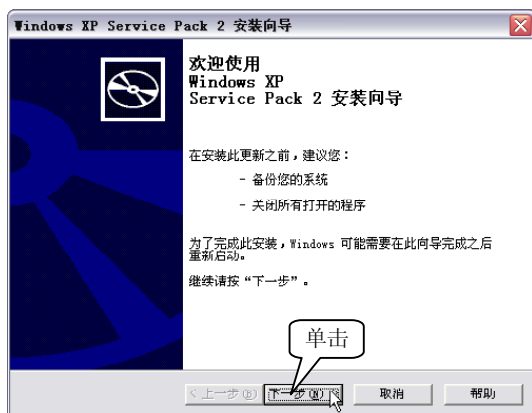 Windows XP Service Pack 2 安装向导
欢迎使用
Windows XP
Service Pack 2 安装向导
在安装此更新之前，建议您：
- 备份您的系统
- 关闭所有打开的程序
为了完成此安装，Windows 可能需要在此向导完成之后
重新启动。
继续请按“下一步”。
单击
< 上一步(B) 下一步(N) > 取消 帮助